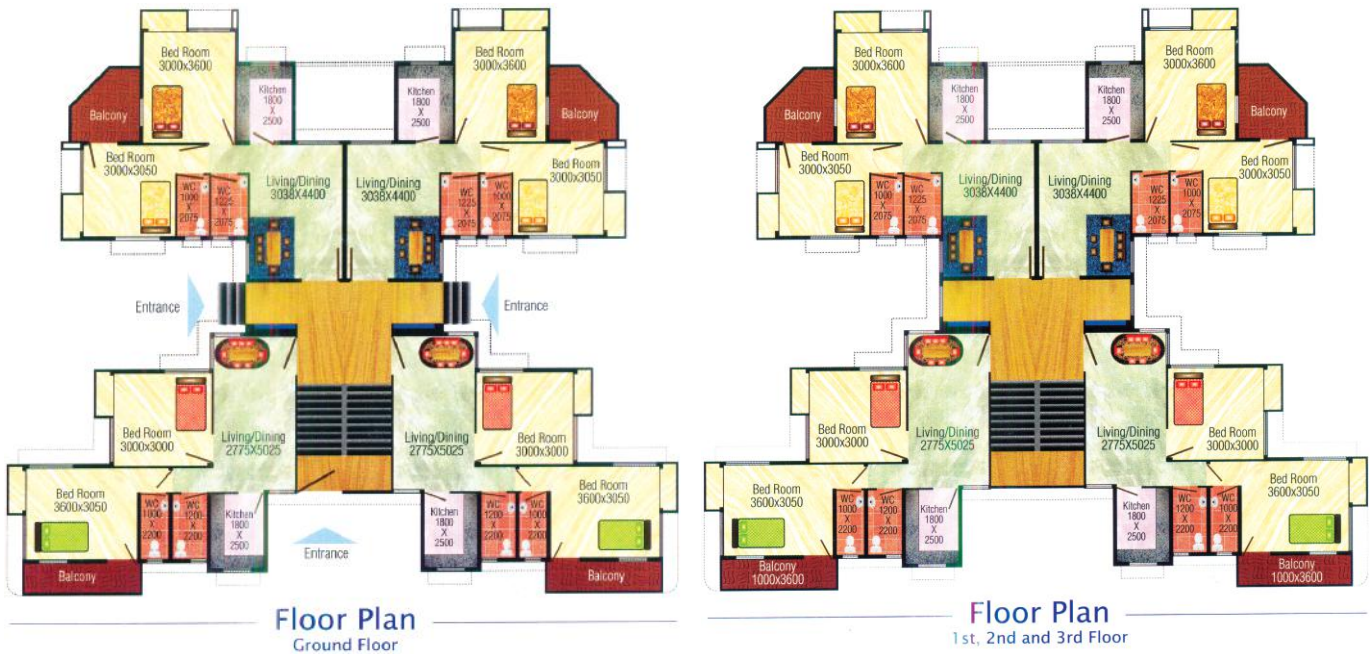 Bed Room
3000x3600
Bed Room
3000x3600
Kitchen
1800
X
2500
Kitchen
1800
X
2500
Balcony
Balcony
Bed Room
3000x3050
Bed Room
3000x3050
Living/Dining
3038X4400
Living/Dining
3038X4400
WC
1000
X
2075
WC
1225
X
2075
WC
1225
X
2075
WC
1000
X
2075
Entrance
Entrance
Bed Room
3000x3000
Living/Dining
2775X5025
Living/Dining
2775X5025
Bed Room
3000x3000
Bed Room
3600x3050
Bed Room
3600x3050
WC
1000
X
2200
WC
1200
X
2200
Kitchen
1800
X
2500
Kitchen
1800
X
2500
WC
1200
X
2200
WC
1000
X
2200
Entrance
Balcony
Balcony
Floor Plan
Ground Floor
Bed Room
3000x3600
Bed Room
3000x3600
Kitchen
1800
X
2500
Kitchen
1800
X
2500
Balcony
Balcony
Bed Room
3000x3050
Bed Room
3000x3050
Living/Dining
3038X4400
Living/Dining
3038X4400
WC
1000
X
2075
WC
1225
X
2075
WC
1225
X
2075
WC
1000
X
2075
Bed Room
3000x3000
Living/Dining
2775X5025
Living/Dining
2775X5025
Bed Room
3000x3000
Bed Room
3600x3050
Bed Room
3600x3050
WC
1000
X
2200
WC
1200
X
2200
Kitchen
1800
X
2500
Kitchen
1800
X
2500
WC
1200
X
2200
WC
1000
X
2200
Balcony
1000x3600
Balcony
1000x3600
Floor Plan
1st, 2nd and 3rd Floor